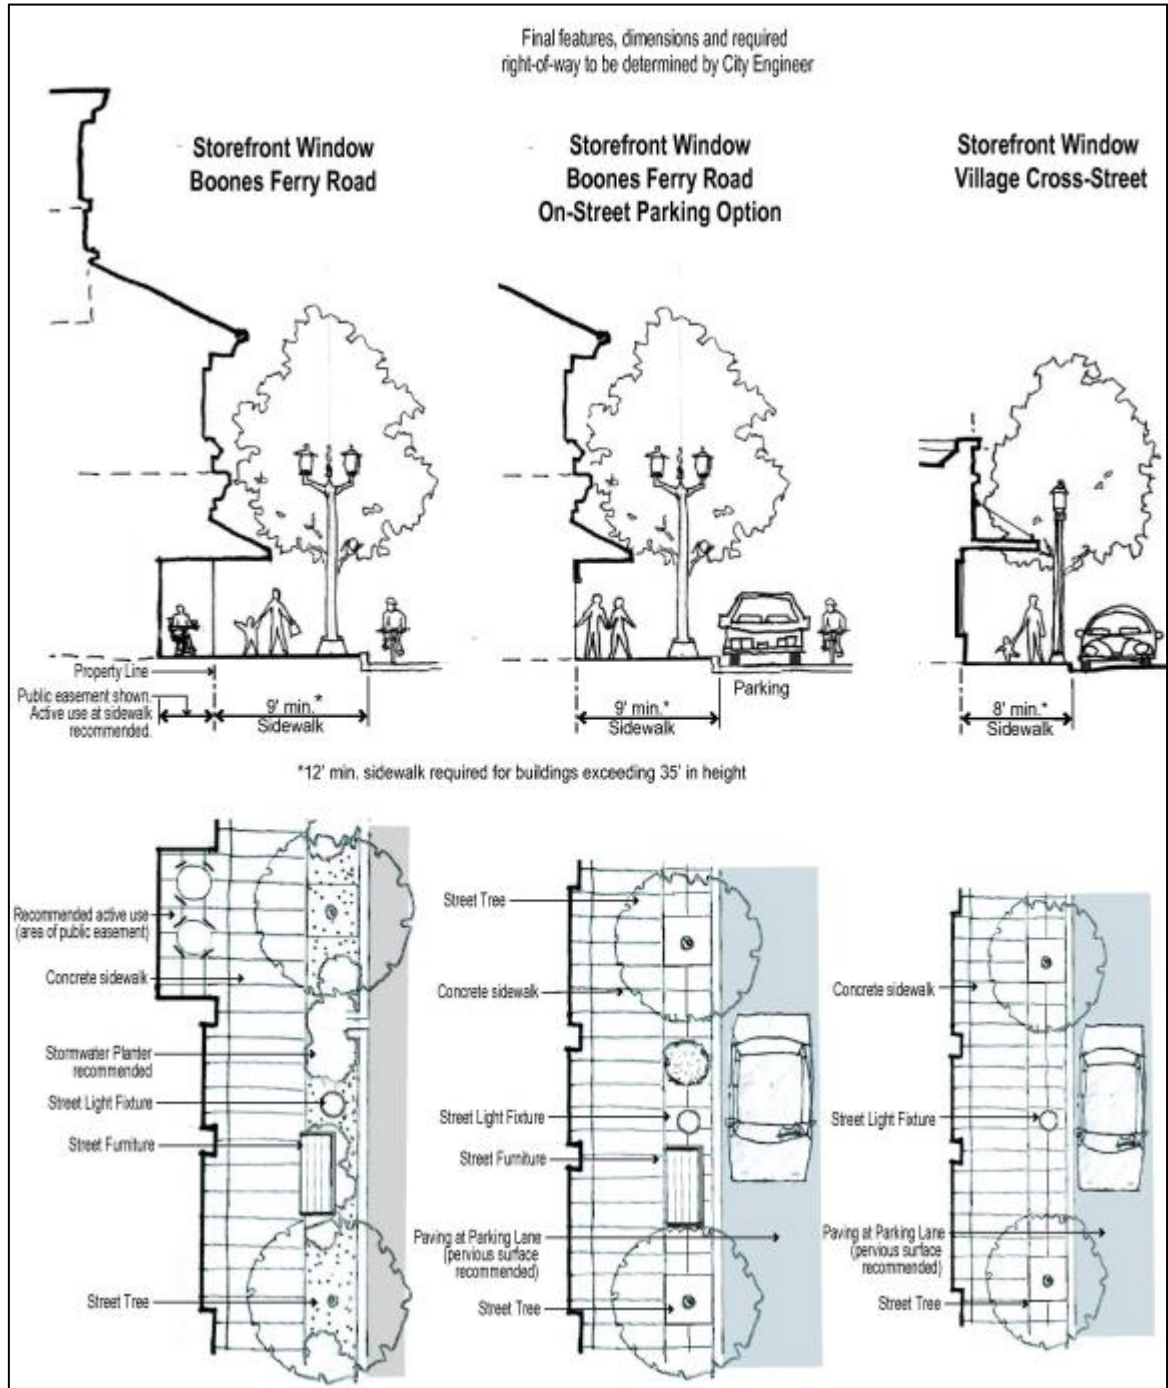 Final features, dimensions and required
right-of-way to be determined by City Engineer
Storefront Window
Boones Ferry Road
Storefront Window
Boones Ferry Road
On-Street Parking Option
Storefront Window
Village Cross-Street
Property Line
Public easement shown.
Active use at sidewalk
recommended.
9' min.*
Sidewalk
9' min.*
Sidewalk
Parking
8' min.*
Sidewalk
*12' min. sidewalk required for buildings exceeding 35' in height
Recommended active use
(area of public easement)
Concrete sidewalk
Stormwater Planter
recommended
Street Light Fixture
Street Furniture
Street Tree
Street Tree
Concrete sidewalk
Street Light Fixture
Street Furniture
Paving at Parking Lane
(pervious surface
recommended)
Street Tree
Concrete sidewalk
Street Light Fixture
Paving at Parking Lane
(pervious surface
recommended)
Street Tree